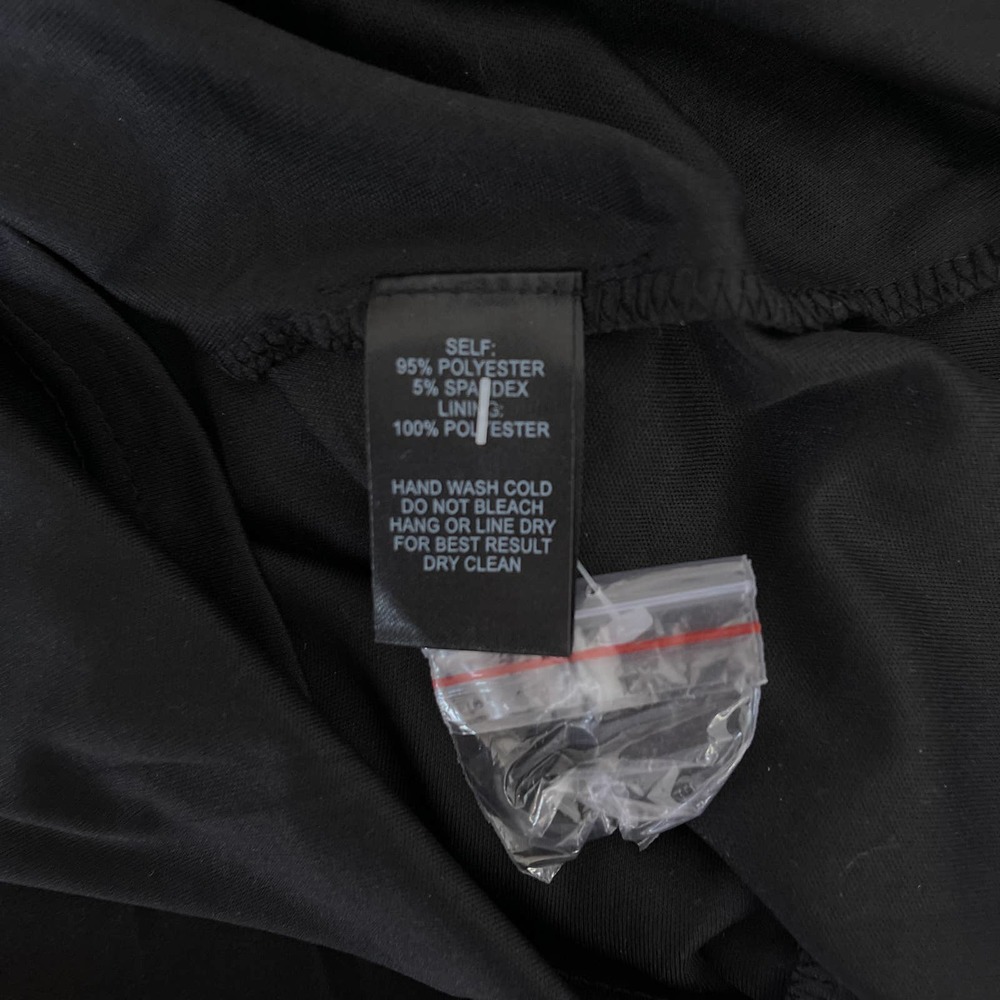 SELF:
95% POLYESTER
5% SPANDEX
LINING:
100% POLYESTER
HAND WASH COLD
DO NOT BLEACH
HANG OR LINE DRY
FOR BEST RESULT
DRY CLEAN